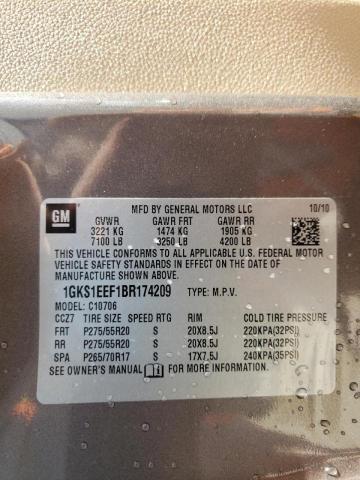 GM
MFD BY GENERAL MOTORS LLC 10/10
GVWR GAWR FRT GAWR RR
3221 KG 1474 KG 1905 KG
7100 LB 3250 LB 4200 LB
THIS VEHICLE CONFORMS TO ALL APPLICABLE U.S. FEDERAL MOTOR
VEHICLE SAFETY STANDARDS IN EFFECT ON THE DATE OF
MANUFACTURE SHOWN ABOVE.
1GKS1EEF1BR174209 TYPE: M.P.V.
MODEL: C10706
CCZ7 TIRE SIZE SPEED RTG RIM COLD TIRE PRESSURE
FRT P275/55R20 S 20X8.5J 220KPA(32PSI)
RR P275/55R20 S 20X8.5J 220KPA(32PSI)
SPA P265/70R17 S 17X7.5J 240KPA(35PSI)
SEE OWNER'S MANUAL FOR MORE INFORMATION.